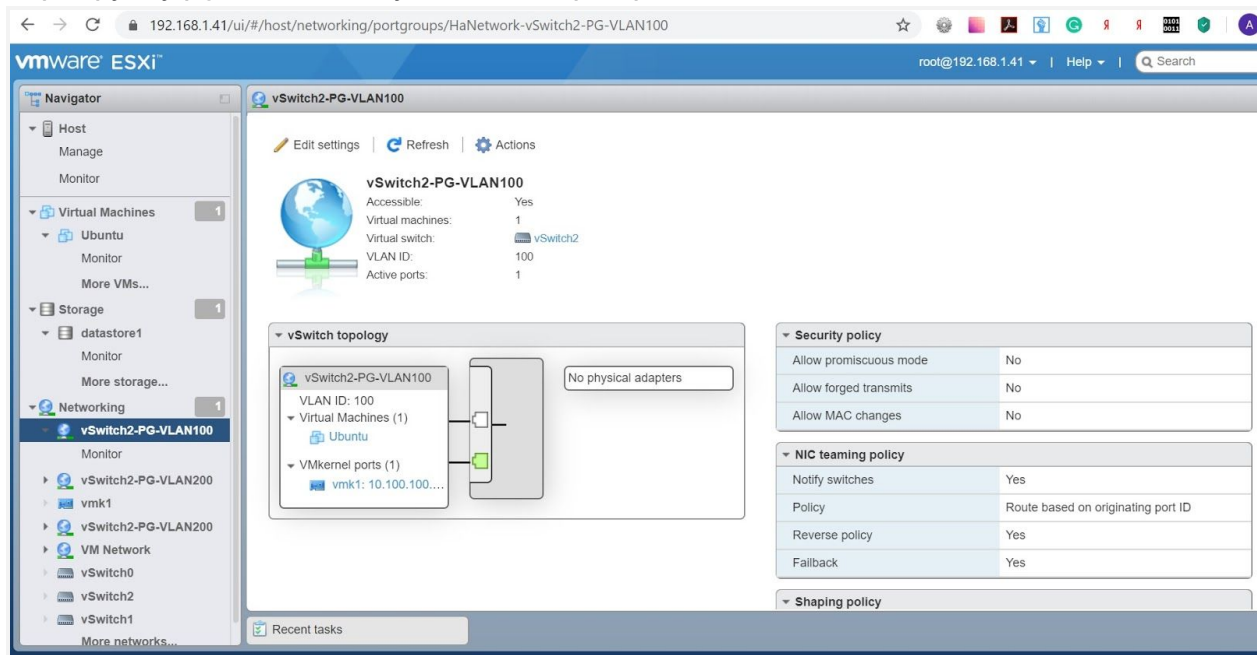 192.168.1.41/ui/#/host/networking/portgroups/HaNetwork-vSwitch2-PG-VLAN100
Я
Я
0101
0011
A
vmware ESXi™
root@192.168.1.41 | Help |
Search
Navigator
Host
Manage
Monitor
Virtual Machines 1
Ubuntu
Monitor
More VMs...
Storage 1
datastore1
Monitor
More storage...
Networking 1
vSwitch2-PG-VLAN100
Monitor
vSwitch2-PG-VLAN200
vmk1
vSwitch2-PG-VLAN200
VM Network
vSwitch0
vSwitch2
vSwitch1
More networks...
vSwitch2-PG-VLAN100
Edit settings | Refresh | Actions
vSwitch2-PG-VLAN100
Accessible: Yes
Virtual machines: 1
Virtual switch: vSwitch2
VLAN ID: 100
Active ports: 1
vSwitch topology
vSwitch2-PG-VLAN100
VLAN ID: 100
Virtual Machines (1)
Ubuntu
VMkernel ports (1)
vmk1: 10.100.100....
No physical adapters
Security policy
Allow promiscuous mode No
Allow forged transmits No
Allow MAC changes No
NIC teaming policy
Notify switches Yes
Policy Route based on originating port ID
Reverse policy Yes
Failback Yes
Shaping policy
Recent tasks